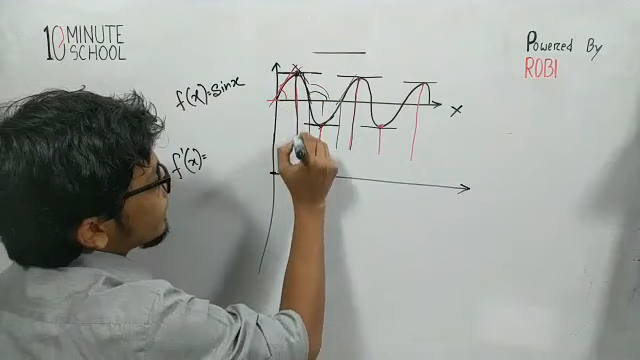 10 MINUTE
SCHOOL
Powered By
ROBI
f(x)=Sinx
x
f'(x)=